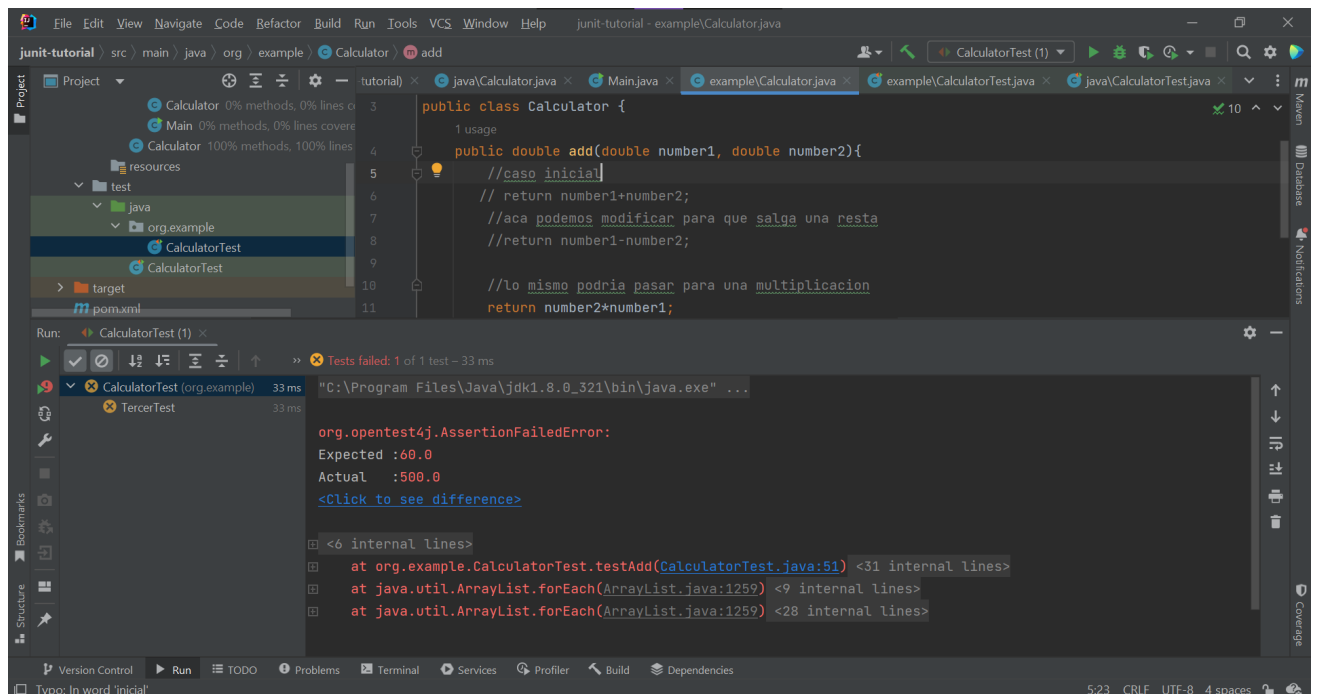 File Edit View Navigate Code Refactor Build Run Tools VCS Window Help junit-tutorial - example\Calculator.java
junit-tutorial src main java org example Calculator add CalculatorTest (1)
Project -tutorial) java\Calculator.java Main.java example\Calculator.java example\CalculatorTest.java java\CalculatorTest.java
Calculator 0% methods, 0% lines c
Main 0% methods, 0% lines covere
Calculator 100% methods, 100% lines
resources
test
java
org.example
CalculatorTest
CalculatorTest
target
pom.xml
3 public class Calculator {
10
1 usage
4 public double add(double number1, double number2){
5 //caso inicial
6 // return number1+number2;
7 //aca podemos modificar para que salga una resta
8 //return number1-number2;
9
10 //lo mismo podria pasar para una multiplicacion
11 return number2*number1;
Project
Bookmarks
Structure
Maven
Database
Notifications
Coverage
Run: CalculatorTest (1)
Tests failed: 1 of 1 test – 33 ms
CalculatorTest (org.example) 33 ms
TercerTest 33 ms
"C:\Program Files\Java\jdk1.8.0_321\bin\java.exe" ...
org.opentest4j.AssertionFailedError:
Expected :60.0
Actual :500.0
<Click to see difference>
<6 internal lines>
at org.example.CalculatorTest.testAdd(CalculatorTest.java:51) <31 internal lines>
at java.util.ArrayList.forEach(ArrayList.java:1259) <9 internal lines>
at java.util.ArrayList.forEach(ArrayList.java:1259) <28 internal lines>
Version Control Run TODO Problems Terminal Services Profiler Build Dependencies
Typo: In word 'inicial' 5:23 CRLF UTF-8 4 spaces